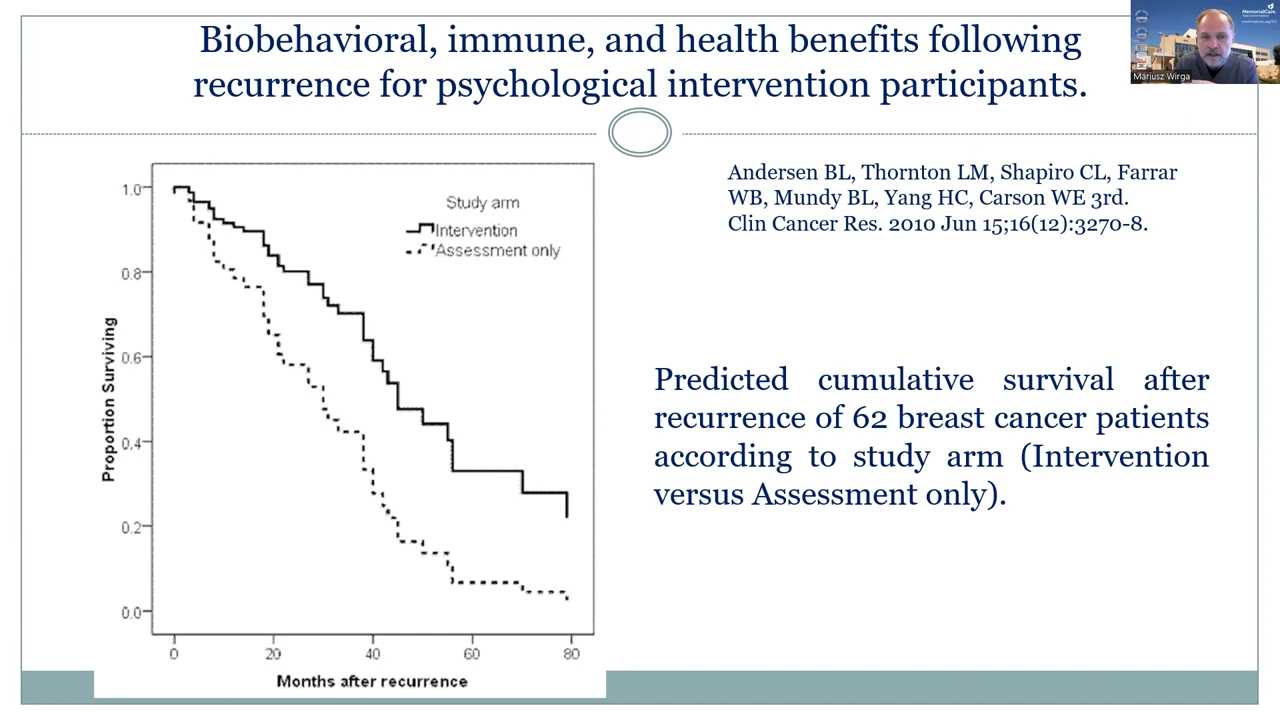 Biobehavioral, immune, and health benefits following
recurrence for psychological intervention participants.
MemorialCare
Mariusz Wirga
Andersen BL, Thornton LM, Shapiro CL, Farrar
WB, Mundy BL, Yang HC, Carson WE 3rd.
Clin Cancer Res. 2010 Jun 15;16(12):3270-8.
Study arm
Intervention
Assessment only
1.0
0.8
0.6
0.4
0.2
0.0
Proportion Surviving
0 20 40 60 80
Months after recurrence
Predicted cumulative survival after
recurrence of 62 breast cancer patients
according to study arm (Intervention
versus Assessment only).